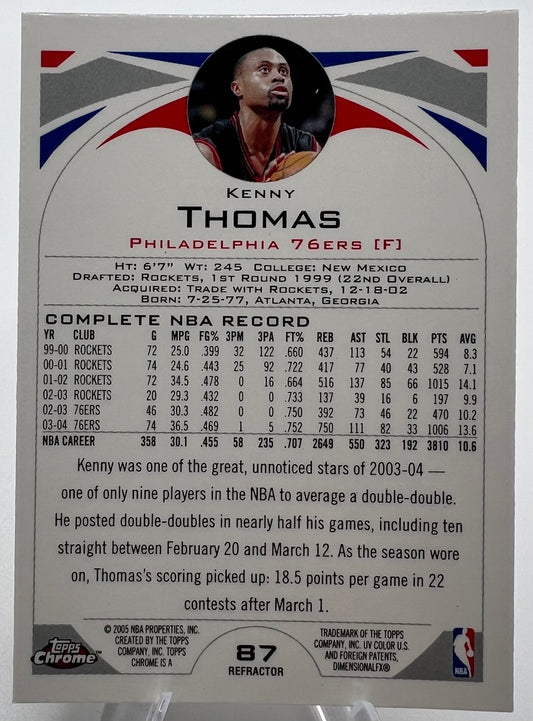 KENNY
THOMAS
PHILADELPHIA 76ERS [F]
HT: 6'7" WT: 245 COLLEGE: NEW MEXICO
DRAFTED: ROCKETS, 1ST ROUND 1999 (22ND OVERALL)
ACQUIRED: TRADE WITH ROCKETS, 12-18-02
BORN: 7-25-77, ATLANTA, GEORGIA
COMPLETE NBA RECORD
YR CLUB G MPG FG% 3PM 3PA FT% REB AST STL BLK PTS AVG
99-00 ROCKETS 72 25.0 .399 32 122 .660 437 113 54 22 594 8.3
00-01 ROCKETS 74 24.6 .443 25 92 .722 417 77 40 43 528 7.1
01-02 ROCKETS 72 34.5 .478 0 16 .664 516 137 85 66 1015 14.1
02-03 ROCKETS 20 29.3 .432 0 0 .733 137 39 16 6 197 9.9
02-03 76ERS 46 30.3 .482 0 0 .750 392 73 46 22 470 10.2
03-04 76ERS 74 36.5 .469 1 5 .752 750 111 82 33 1006 13.6
NBA CAREER 358 30.1 .455 58 235 .707 2649 550 323 192 3810 10.6
Kenny was one of the great, unnoticed stars of 2003-04 —
one of only nine players in the NBA to average a double-double.
He posted double-doubles in nearly half his games, including ten
straight between February 20 and March 12. As the season wore
on, Thomas's scoring picked up: 18.5 points per game in 22
contests after March 1.
Topps
Chrome™
© 2005 NBA PROPERTIES, INC.
CREATED BY THE TOPPS
COMPANY, INC. TOPPS
CHROME IS A
87
REFRACTOR
TRADEMARK OF THE TOPPS
COMPANY, INC. UV COLOR U.S.
AND FOREIGN PATENTS,
DIMENSIONALFX®
NBA